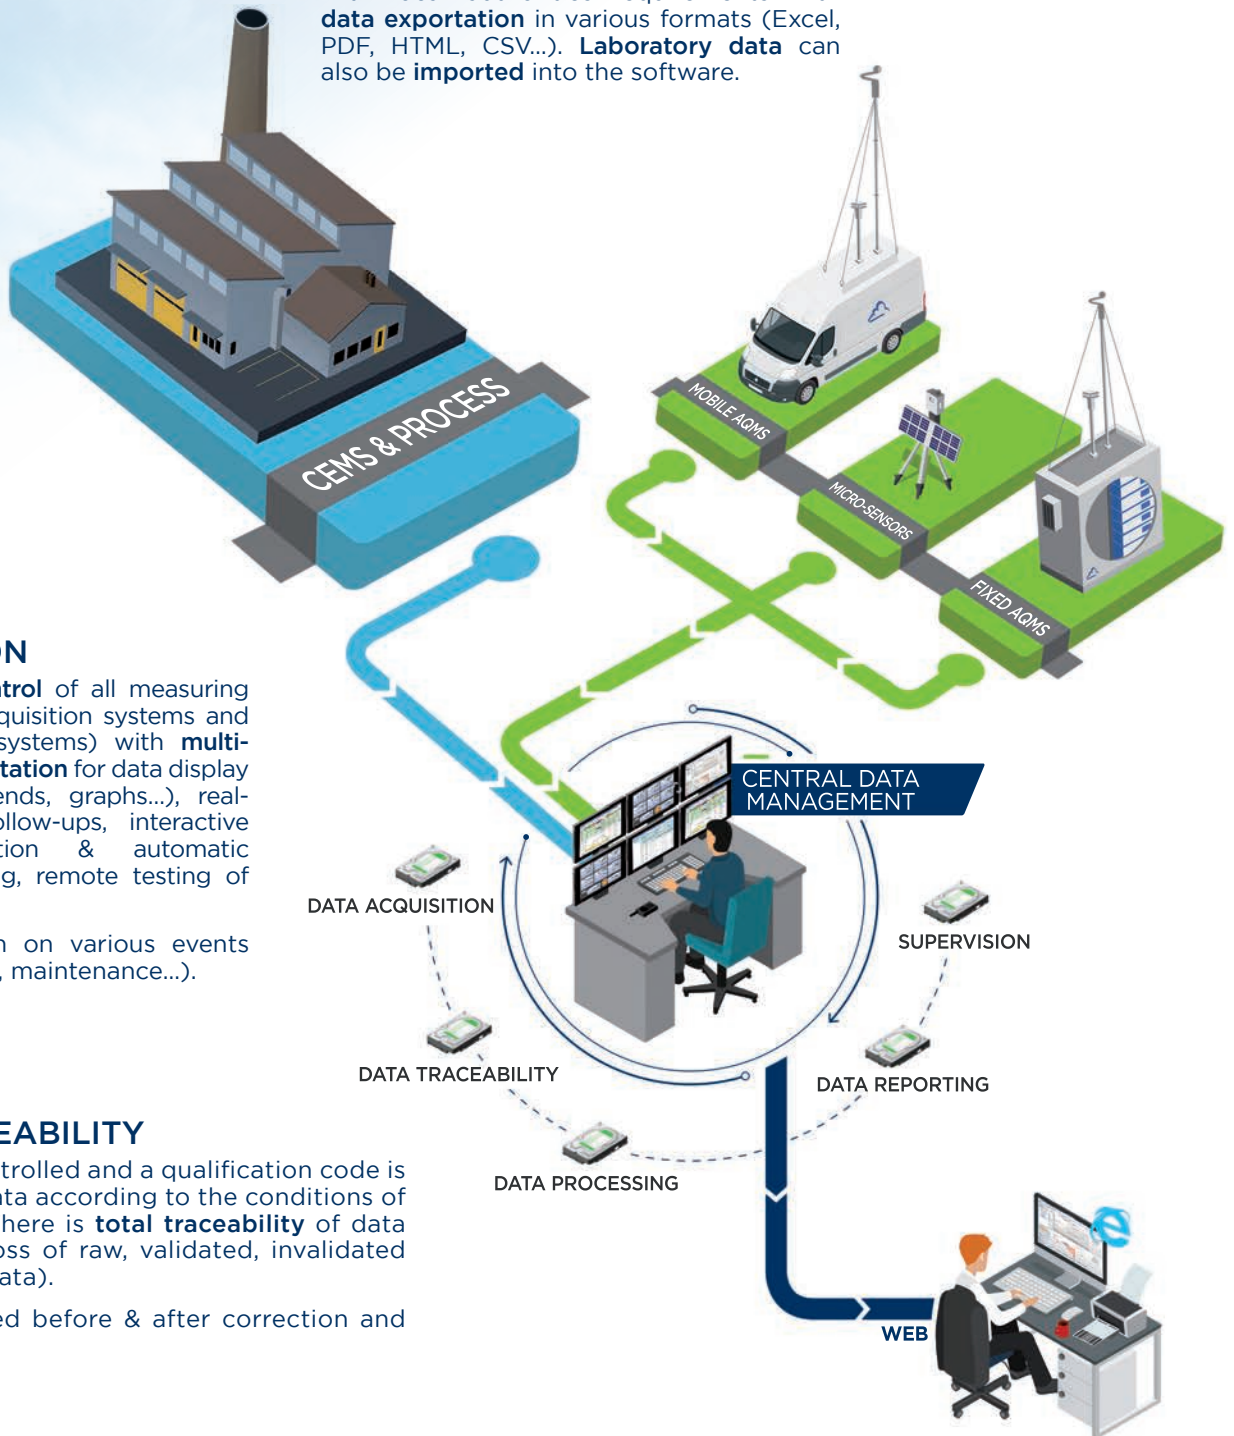 data exportation in various formats (Excel,
PDF, HTML, CSV...). Laboratory data can
also be imported into the software.
CEMS & PROCESS
MOBILE AQMS
MICRO-SENSORS
FIXED AQMS
ON
ntrol of all measuring
quisition systems and
systems) with multi-
tation for data display
ends, graphs...), real-
ollow-ups, interactive
tion & automatic
g, remote testing of
n on various events
, maintenance...).
CENTRAL DATA
MANAGEMENT
DATA ACQUISITION
SUPERVISION
DATA TRACEABILITY
DATA REPORTING
DATA PROCESSING
EABILITY
trolled and a qualification code is
ata according to the conditions of
here is total traceability of data
oss of raw, validated, invalidated
ata).
ed before & after correction and
WEB